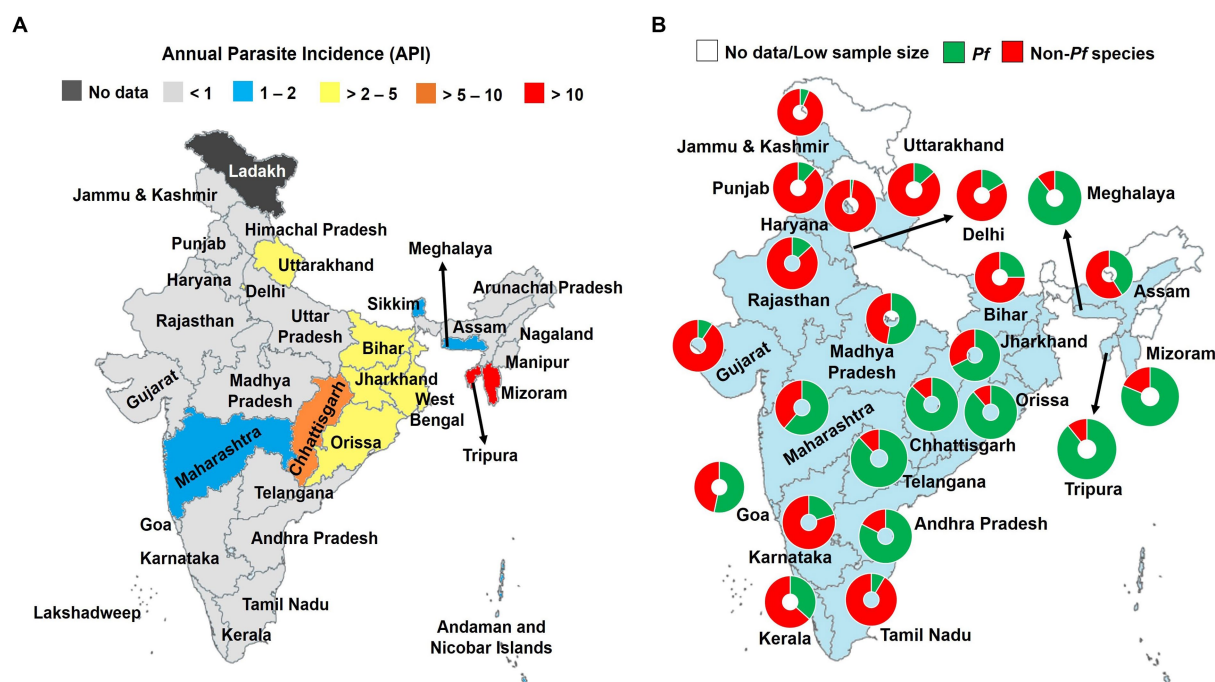 A
Annual Parasite Incidence (API)
No data
< 1
1 – 2
> 2 – 5
> 5 – 10
> 10
Ladakh
Jammu & Kashmir
Himachal Pradesh
Punjab
Uttarakhand
Haryana
Delhi
Meghalaya
Sikkim
Arunachal Pradesh
Rajasthan
Uttar
Pradesh
Assam
Nagaland
Bihar
Manipur
Gujarat
Madhya
Pradesh
Jharkhand
West
Bengal
Mizoram
Maharashtra
Chhattisgarh
Orissa
Tripura
Telangana
Goa
Andhra Pradesh
Karnataka
Lakshadweep
Tamil Nadu
Kerala
Andaman and
Nicobar Islands
B
No data/Low sample size
Pf
Non-Pf species
Jammu & Kashmir
Uttarakhand
Punjab
Meghalaya
Haryana
Delhi
Rajasthan
Bihar
Assam
Gujarat
Madhya
Pradesh
Jharkhand
Mizoram
Maharashtra
Orissa
Chhattisgarh
Telangana
Tripura
Goa
Andhra Pradesh
Karnataka
Kerala
Tamil Nadu